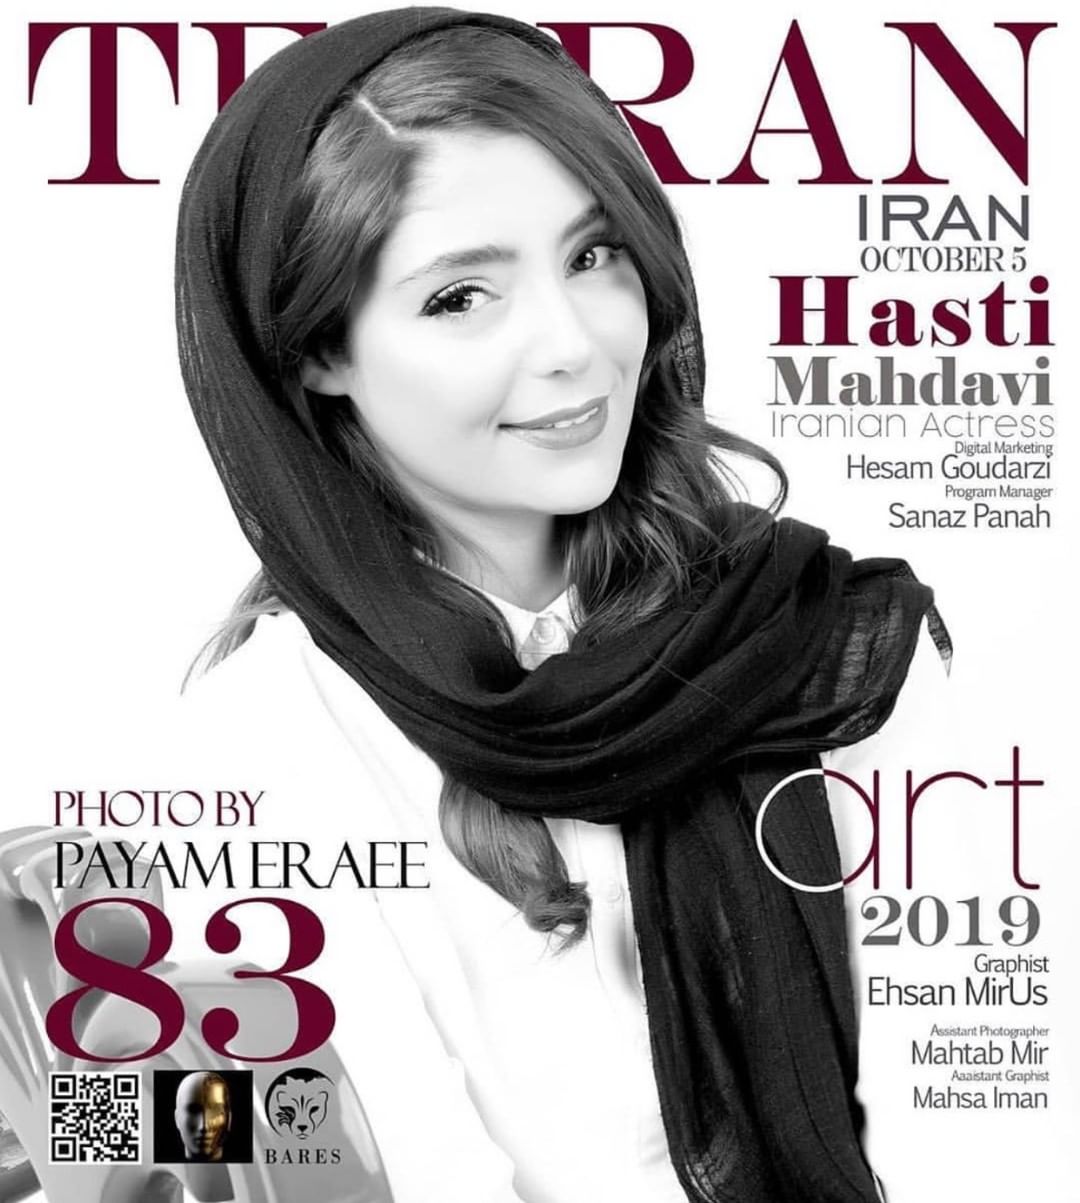 TEHRAN
IRAN
OCTOBER 5
Hasti
Mahdavi
Iranian Actress
Digital Marketing
Hesam Goudarzi
Program Manager
Sanaz Panah
PHOTO BY
PAYAM ERAEE
83
BARES
art
2019
Graphist
Ehsan MirUs
Assistant Photographer
Mahtab Mir
Aaaistant Graphist
Mahsa Iman